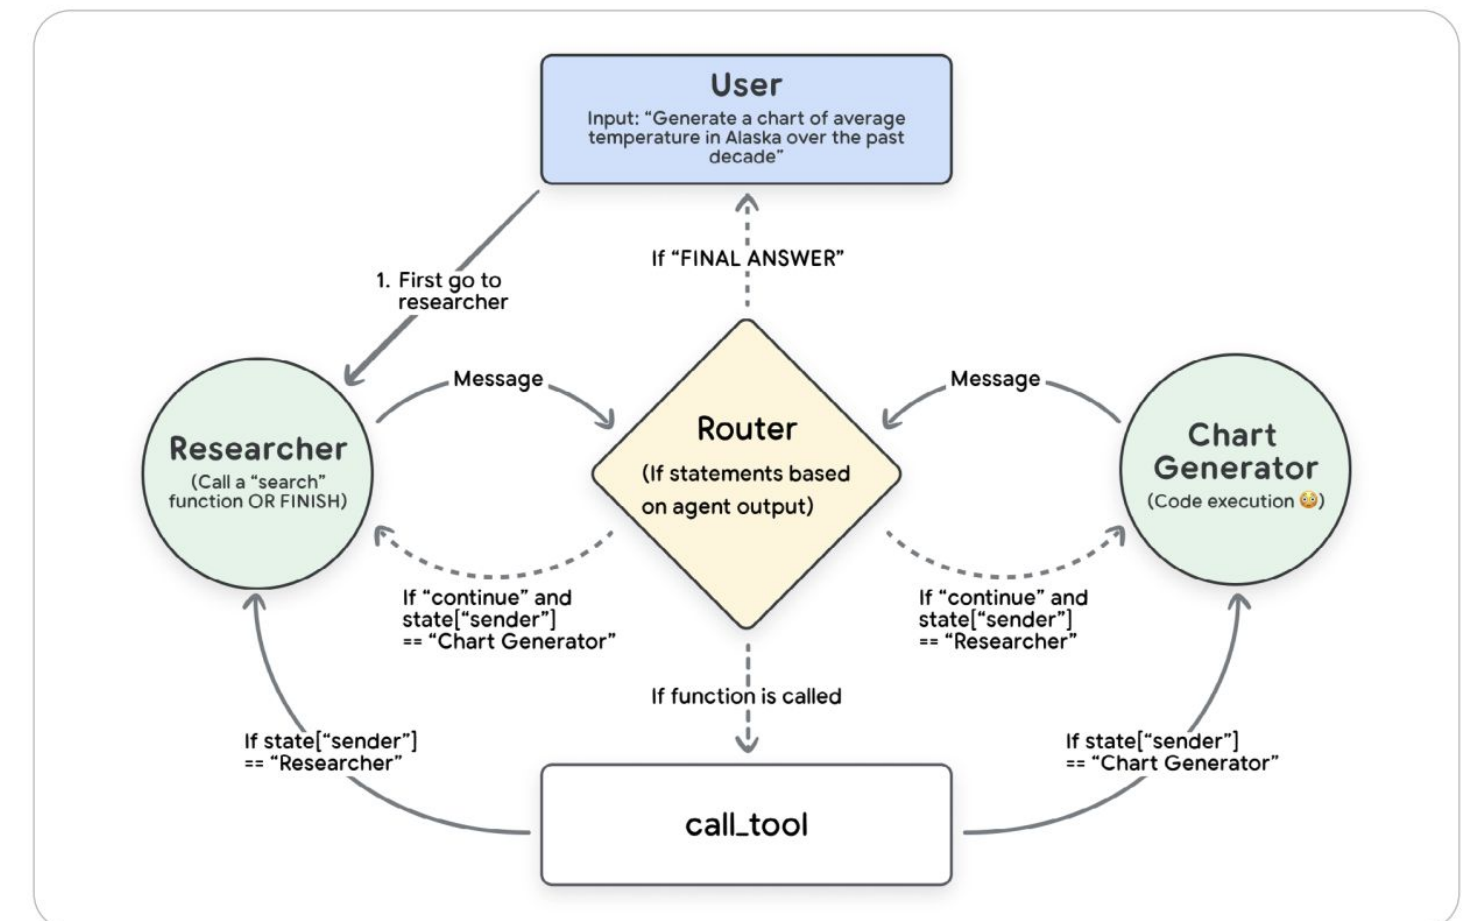 User
Input: “Generate a chart of average
temperature in Alaska over the past
decade”
If “FINAL ANSWER”
1. First go to
researcher
Message
Message
Router
(If statements based
on agent output)
Researcher
(Call a “search”
function OR FINISH)
Chart
Generator
(Code execution 😳)
If “continue” and
state[“sender”]
== “Chart Generator”
If “continue” and
state[“sender”]
== “Researcher”
If function is called
If state[“sender”]
== “Researcher”
If state[“sender”]
== “Chart Generator”
call_tool